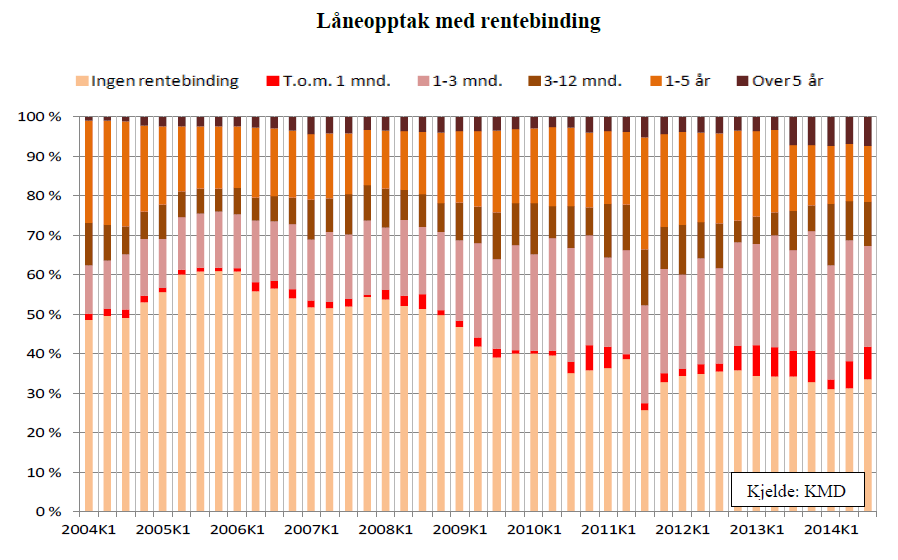 Låneopptak med rentebinding
Ingen rentebinding T.o.m. 1 mnd. 1-3 mnd. 3-12 mnd. 1-5 år Over 5 år
100 %
90 %
80 %
70 %
60 %
50 %
40 %
30 %
20 %
10 %
0 %
Kjelde: KMD
2004K1 2005K1 2006K1 2007K1 2008K1 2009K1 2010K1 2011K1 2012K1 2013K1 2014K1